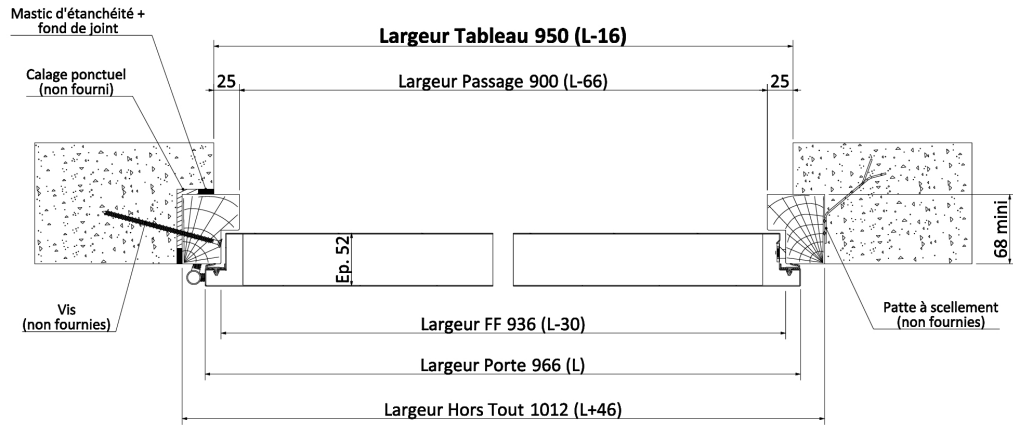 Mastic d'étanchéité +
fond de joint
Largeur Tableau 950 (L-16)
Calage ponctuel
(non fourni)
25
Largeur Passage 900 (L-66)
25
Ep. 52
68 mini
Vis
(non fournies)
Patte à scellement
(non fournies)
Largeur FF 936 (L-30)
Largeur Porte 966 (L)
Largeur Hors Tout 1012 (L+46)